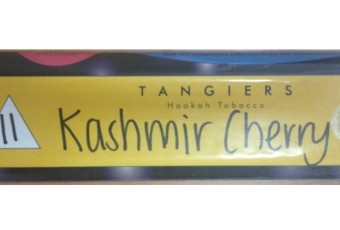 TANGIERS
Hookah Tobacco
11
Kashmir Cherry